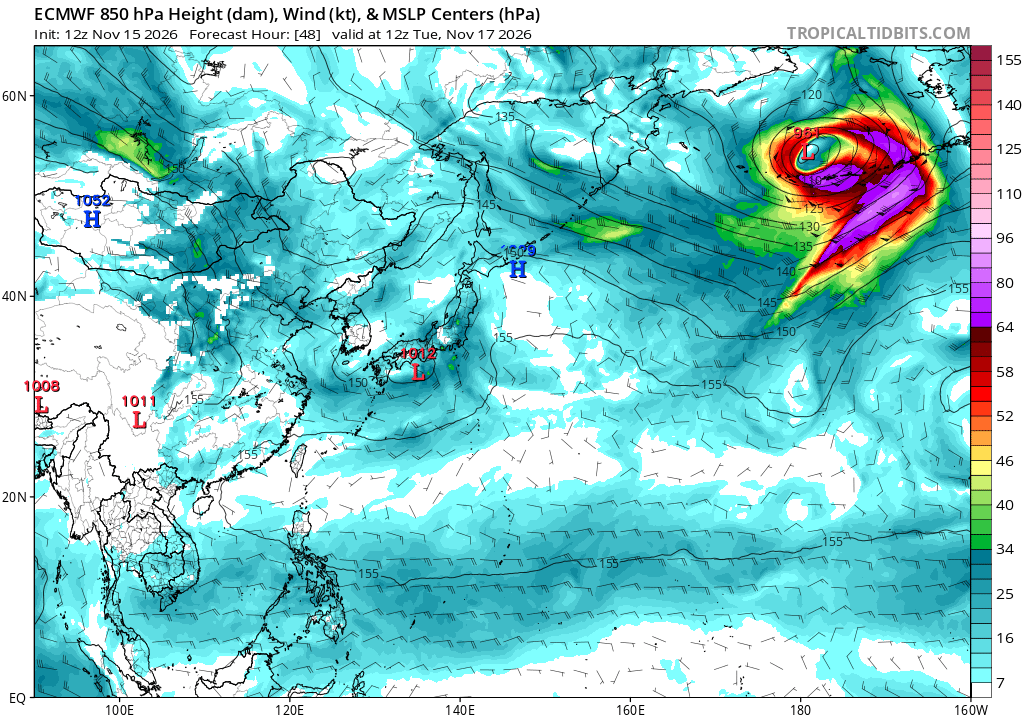 ECMWF 850 hPa Height (dam), Wind (kt), & MSLP Centers (hPa)
Init: 12z Nov 15 2026 Forecast Hour: [48] valid at 12z Tue, Nov 17 2026
TROPICALTIDBITS.COM
155
140
125
110
96
80
64
58
52
46
40
34
25
16
7
60N
40N
20N
EQ
100E
120E
140E
160E
180
160W
120
135
150
1052
H
145
150
H
L
125
130
135
140
145
150
155
155
1012
L
150
155
1008
L
1011
L
155
155
155
155
155